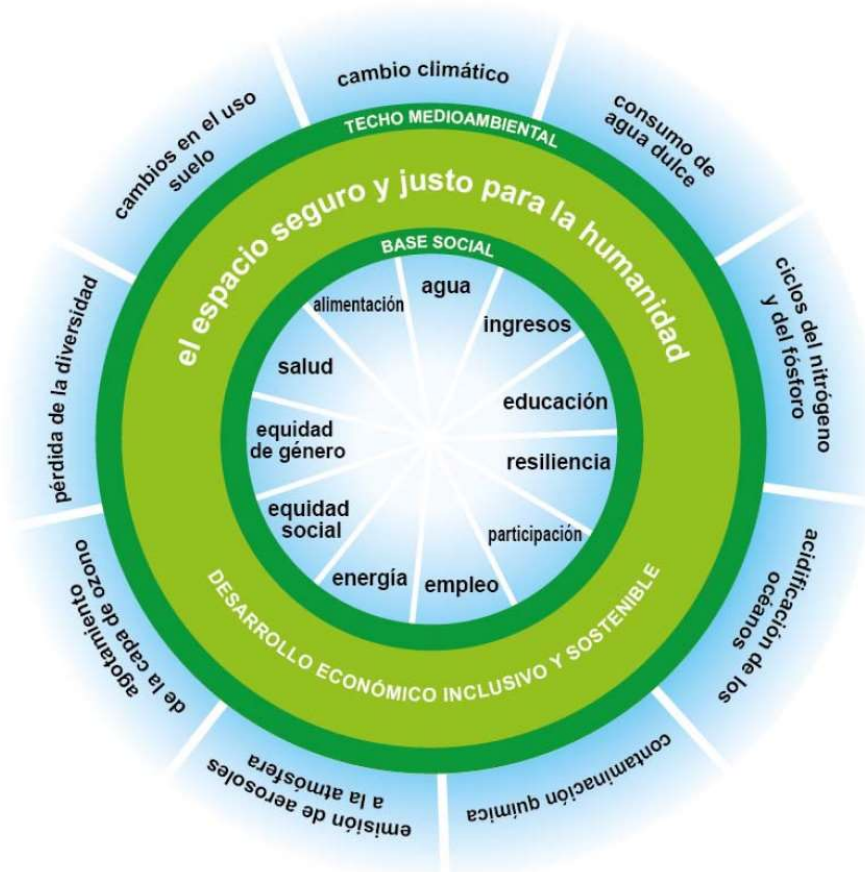 cambio climático
consumo de
agua dulce
ciclos del nitrógeno
y del fósforo
acidificación de los
océanos
contaminación química
emisión de aerosoles
a la atmósfera
agotamiento
de la capa de ozono
pérdida de la diversidad
cambios en el uso
suelo
TECHO MEDIOAMBIENTAL
el espacio seguro y justo para la humanidad
BASE SOCIAL
agua
ingresos
educación
resiliencia
participación
empleo
energía
equidad
social
equidad
de género
salud
alimentación
DESARROLLO ECONÓMICO INCLUSIVO Y SOSTENIBLE